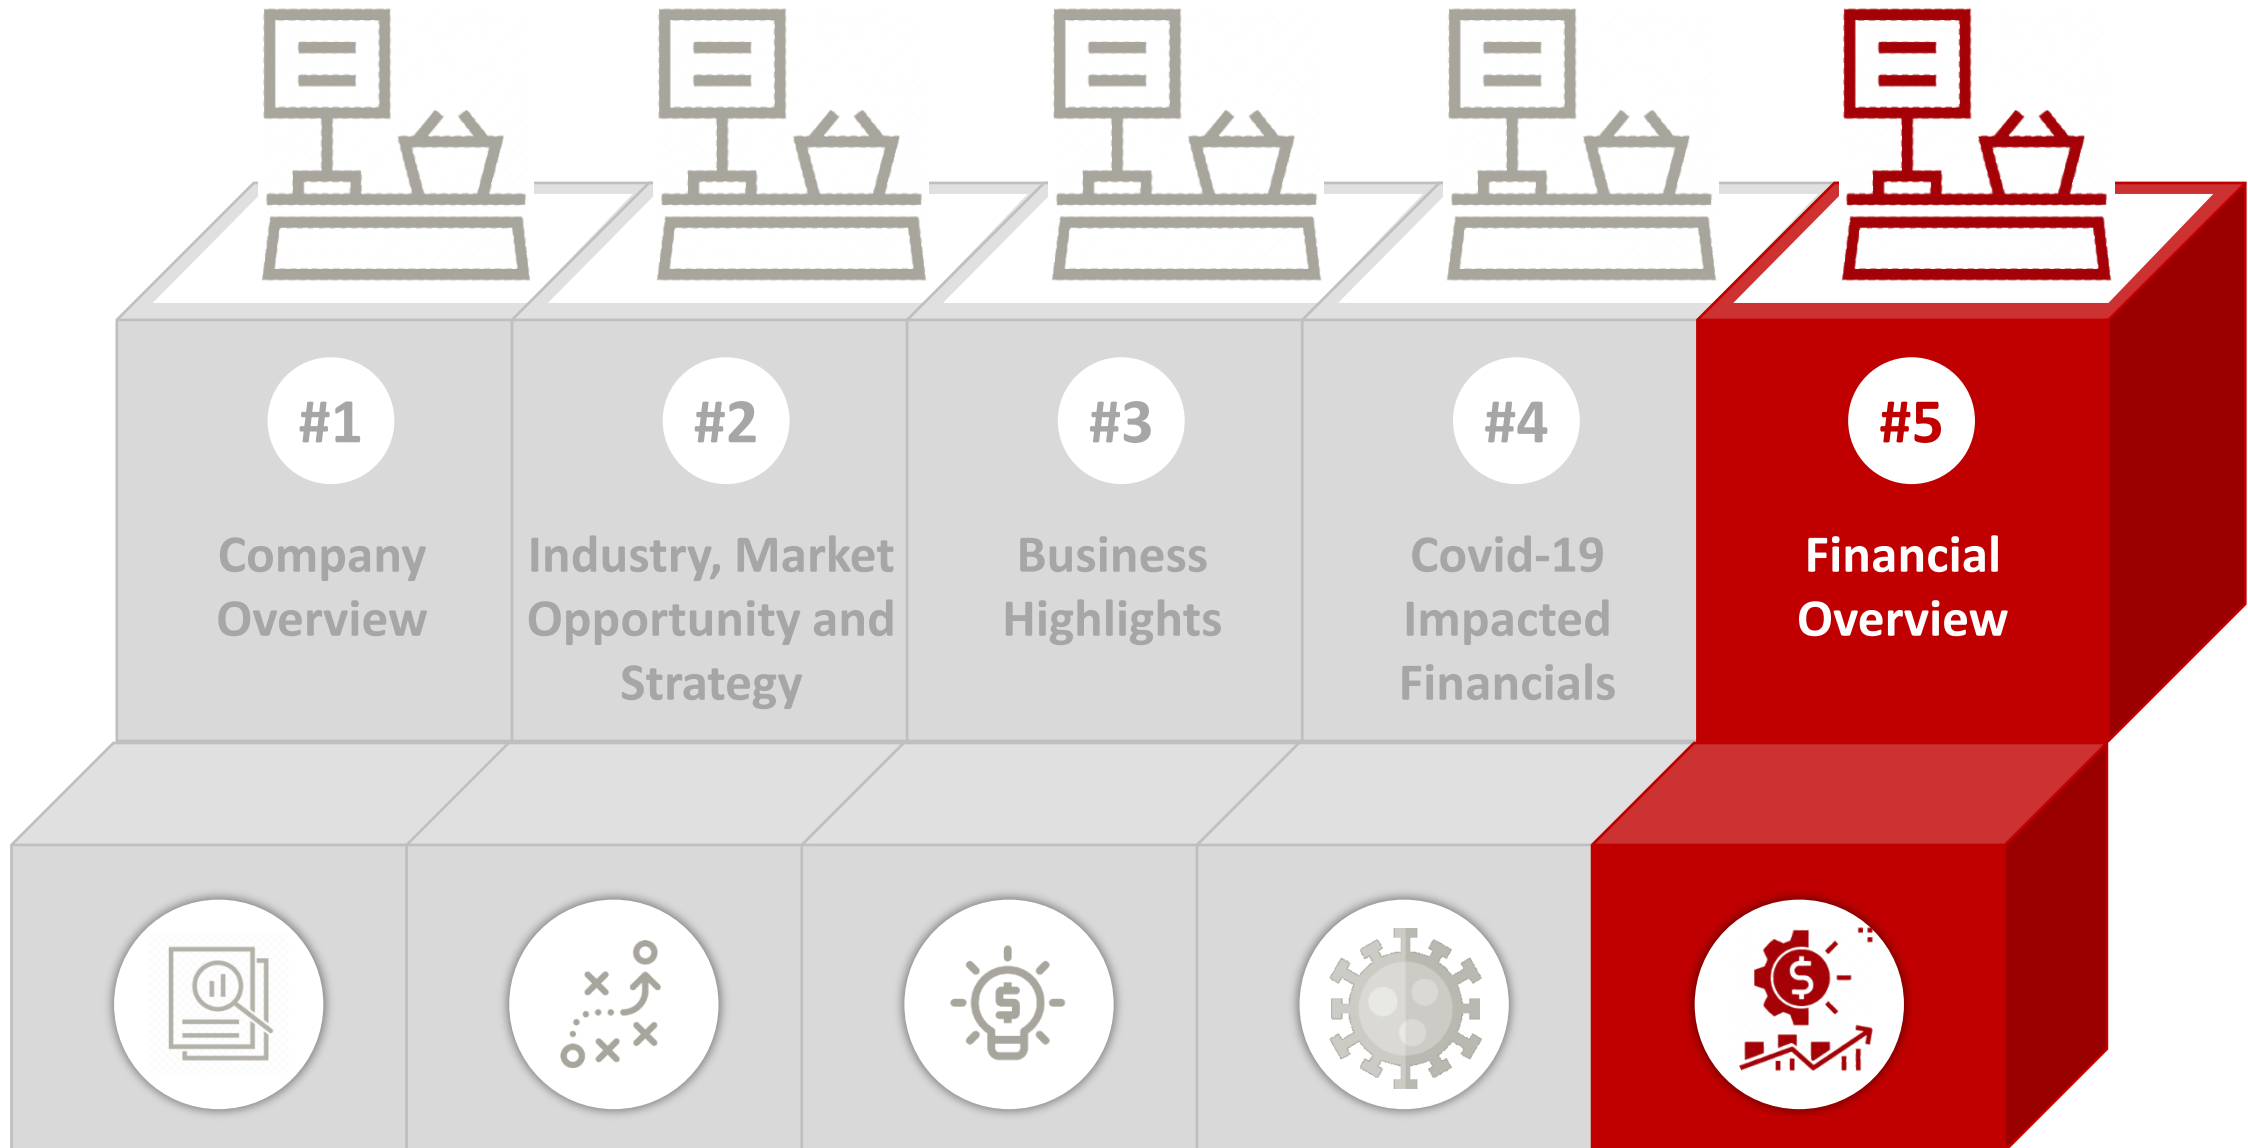 #1
Company
Overview
#2
Industry, Market
Opportunity and
Strategy
#3
Business
Highlights
#4
Covid-19
Impacted
Financials
#5
Financial
Overview
$
$